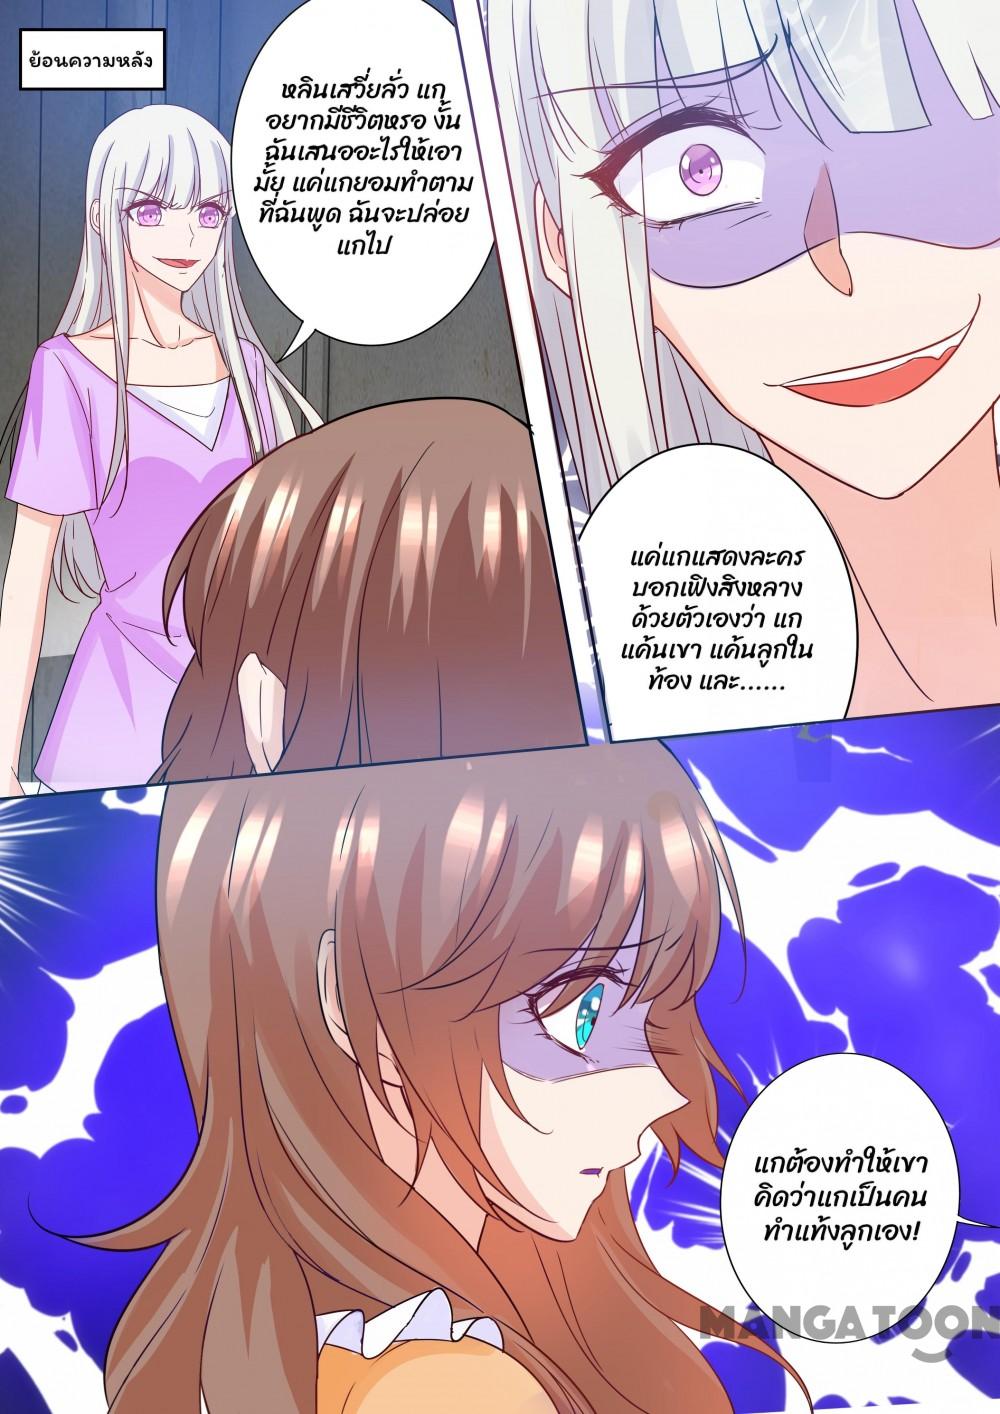 ย้อนความหลัง
หลินเสวี่ยลั่ว แก
อยากมีชีวิตหรอ งั้น
ฉันเสนออะไรให้เอา
มั้ย แค่แกยอมทำตาม
ที่ฉันพูด ฉันจะปล่อย
แกไป
แค่แกแสดงละคร
บอกเฟิงสิงหลาง
ด้วยตัวเองว่า แก
แค้นเขา แค้นลูกใน
ท้อง และ......
แกต้องทำให้เขา
คิดว่าแกเป็นคน
ทำแท้งลูกเอง!
MANGATOON